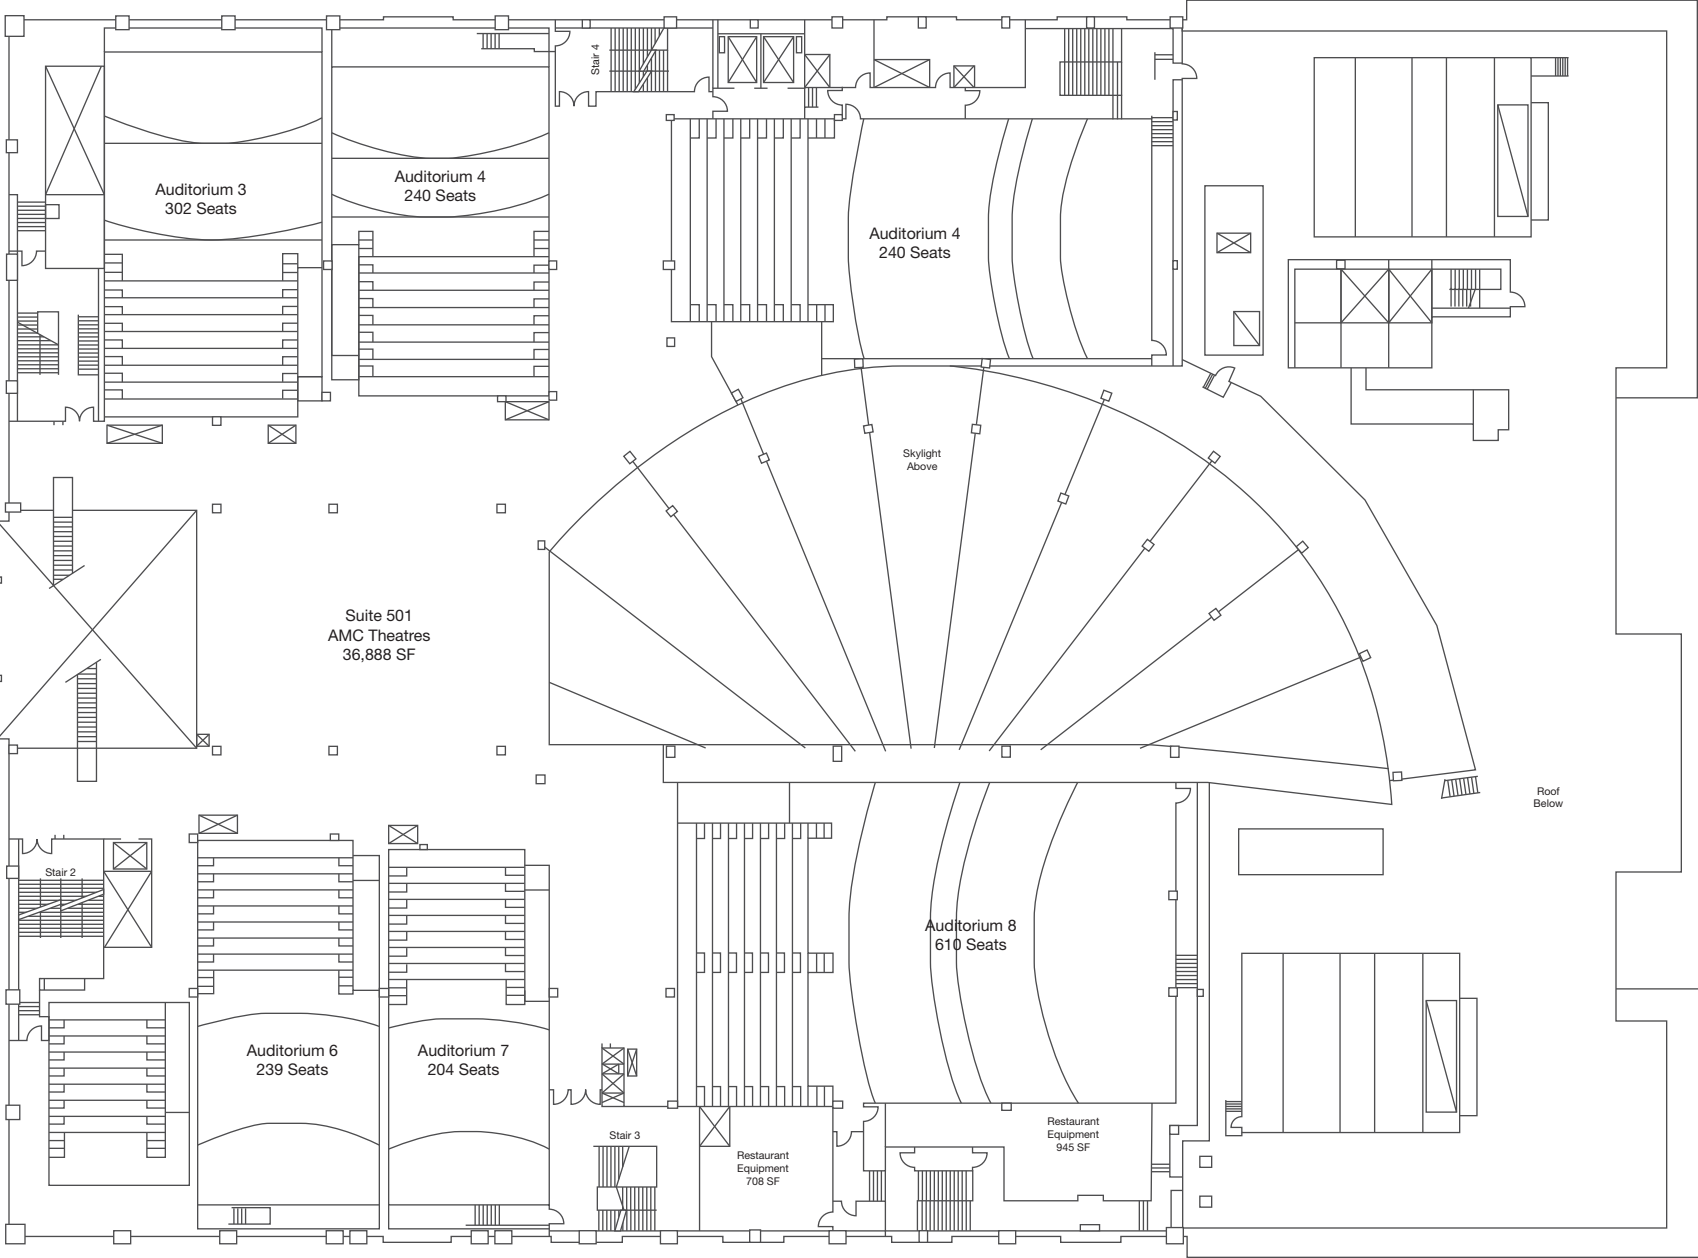 Stair 4
Auditorium 3
302 Seats
Auditorium 4
240 Seats
Auditorium 4
240 Seats
Skylight
Above
Suite 501
AMC Theatres
36,888 SF
Roof
Below
Stair 2
Auditorium 8
610 Seats
Auditorium 6
239 Seats
Auditorium 7
204 Seats
Stair 3
Restaurant
Equipment
708 SF
Restaurant
Equipment
945 SF